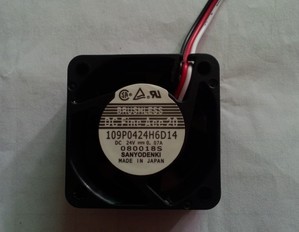 BRUSHLESS
DC Fine Ace 20
109P0424H6D14
DC 24V 0.07A
080018S
SANYODENKI
MADE IN JAPAN